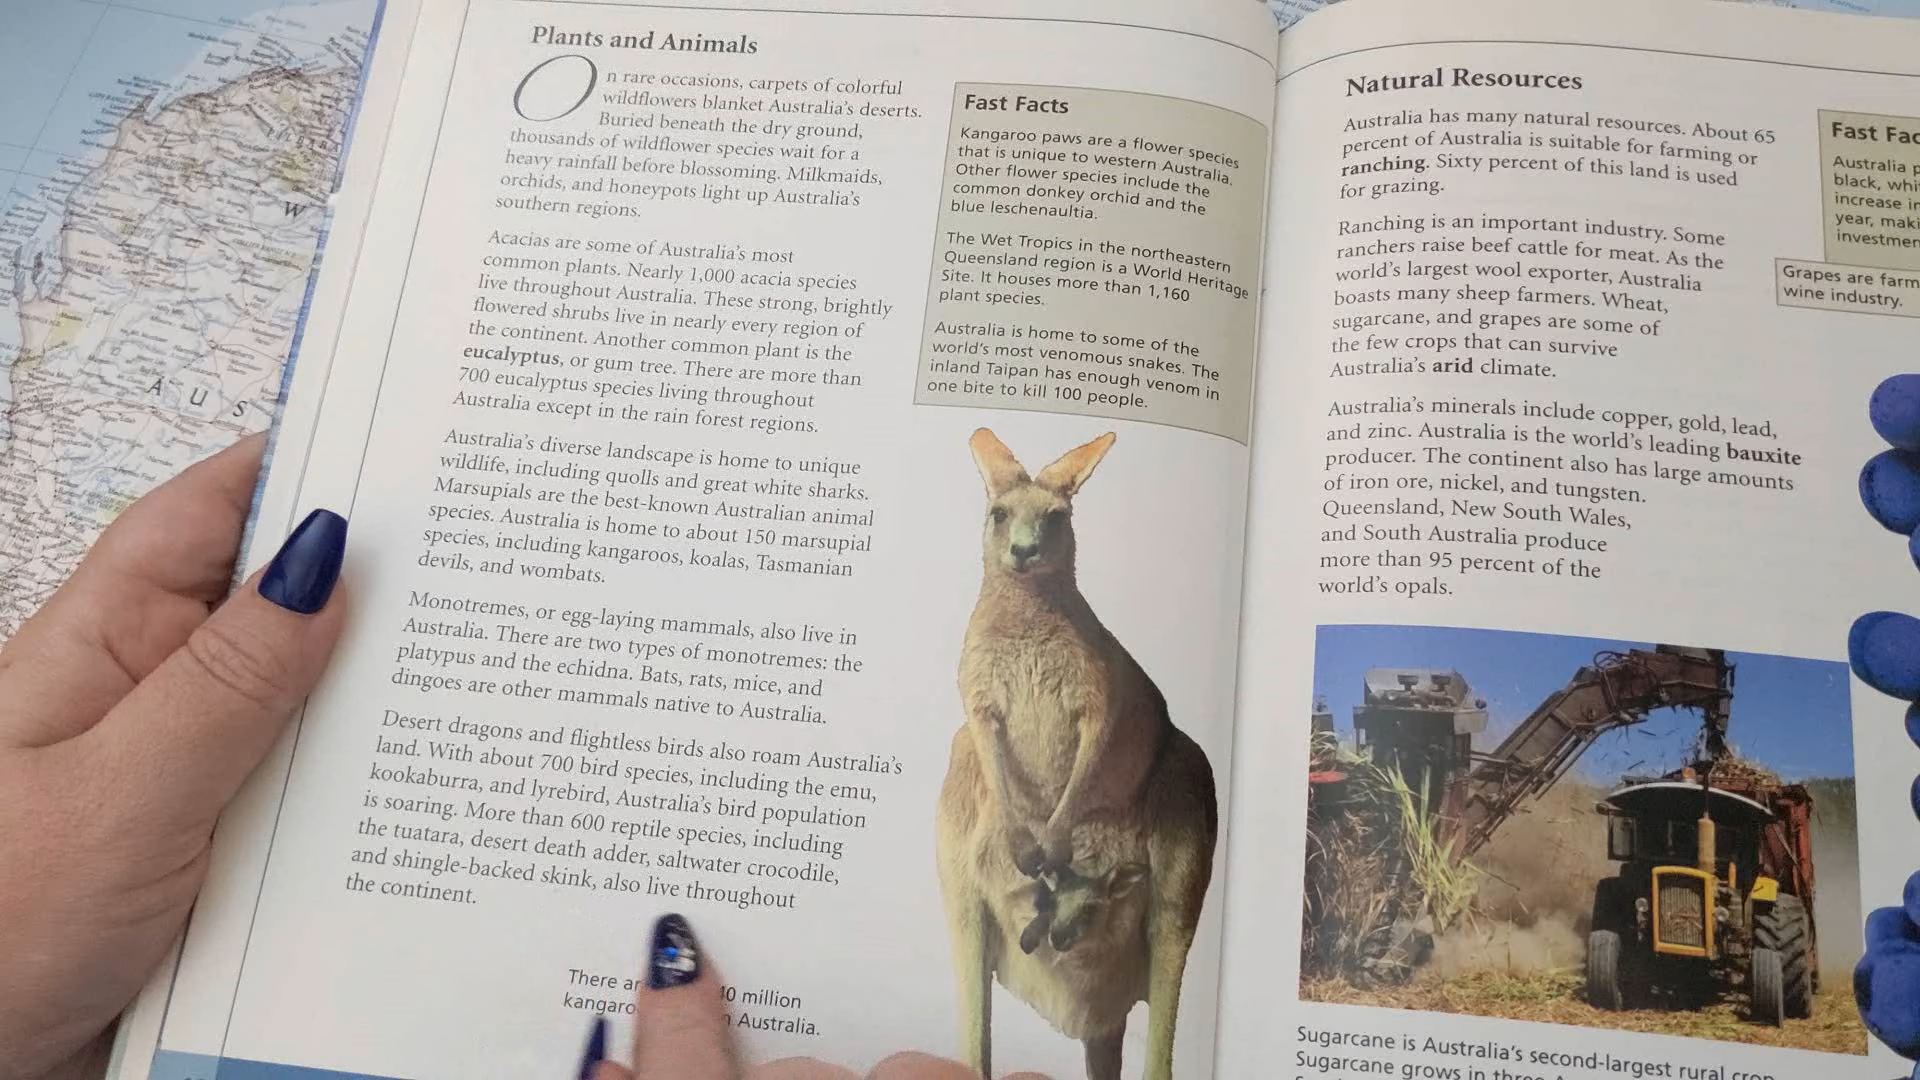 Plants and Animals
On rare occasions, carpets of colorful
wildflowers blanket Australia's deserts.
Buried beneath the dry ground,
thousands of wildflower species wait for a
heavy rainfall before blossoming. Milkmaids,
orchids, and honeypots light up Australia's
southern regions.
Acacias are some of Australia's most
common plants. Nearly 1,000 acacia species
live throughout Australia. These strong, brightly
flowered shrubs live in nearly every region of
the continent. Another common plant is the
eucalyptus, or gum tree. There are more than
700 eucalyptus species living throughout
Australia except in the rain forest regions.
Australia's diverse landscape is home to unique
wildlife, including quolls and great white sharks.
Marsupials are the best-known Australian animal
species. Australia is home to about 150 marsupial
species, including kangaroos, koalas, Tasmanian
devils, and wombats.
Monotremes, or egg-laying mammals, also live in
Australia. There are two types of monotremes: the
platypus and the echidna. Bats, rats, mice, and
dingoes are other mammals native to Australia.
Desert dragons and flightless birds also roam Australia's
land. With about 700 bird species, including the emu,
kookaburra, and lyrebird, Australia's bird population
is soaring. More than 600 reptile species, including
the tuatara, desert death adder, saltwater crocodile,
and shingle-backed skink, also live throughout
the continent.
There 40 million
Australia.
Fast Facts
Kangaroo paws are a flower species
that is unique to western Australia.
Other flower species include the
common donkey orchid and the
blue leschenaultia.
The Wet Tropics in the northeastern
Queensland region is a World Heritage
Site. It houses more than 1,160
plant species.
Australia is home to some of the
world's most venomous snakes. The
inland Taipan has enough venom in
one bite to kill 100 people.
Natural Resources
Australia has many natural resources. About 65
percent of Australia is suitable for farming or
ranching. Sixty percent of this land is used
for grazing.
Ranching is an important industry. Some
ranchers raise beef cattle for meat. As the
world's largest wool exporter, Australia
boasts many sheep farmers. Wheat,
sugarcane, and grapes are some of
the few crops that can survive
Australia's arid climate.
Australia's minerals include copper, gold, lead,
and zinc. Australia is the world's leading bauxite
producer. The continent also has large amounts
of iron ore, nickel, and tungsten.
Queensland, New South Wales,
and South Australia produce
more than 95 percent of the
world's opals.
Sugarcane is Australia's second-largest rural crop
Sugarcane grows in
Fast Fac
Australia p
black, whi
increase in
year, maki
investmen
Grapes are farm
wine industry.
W
A U S